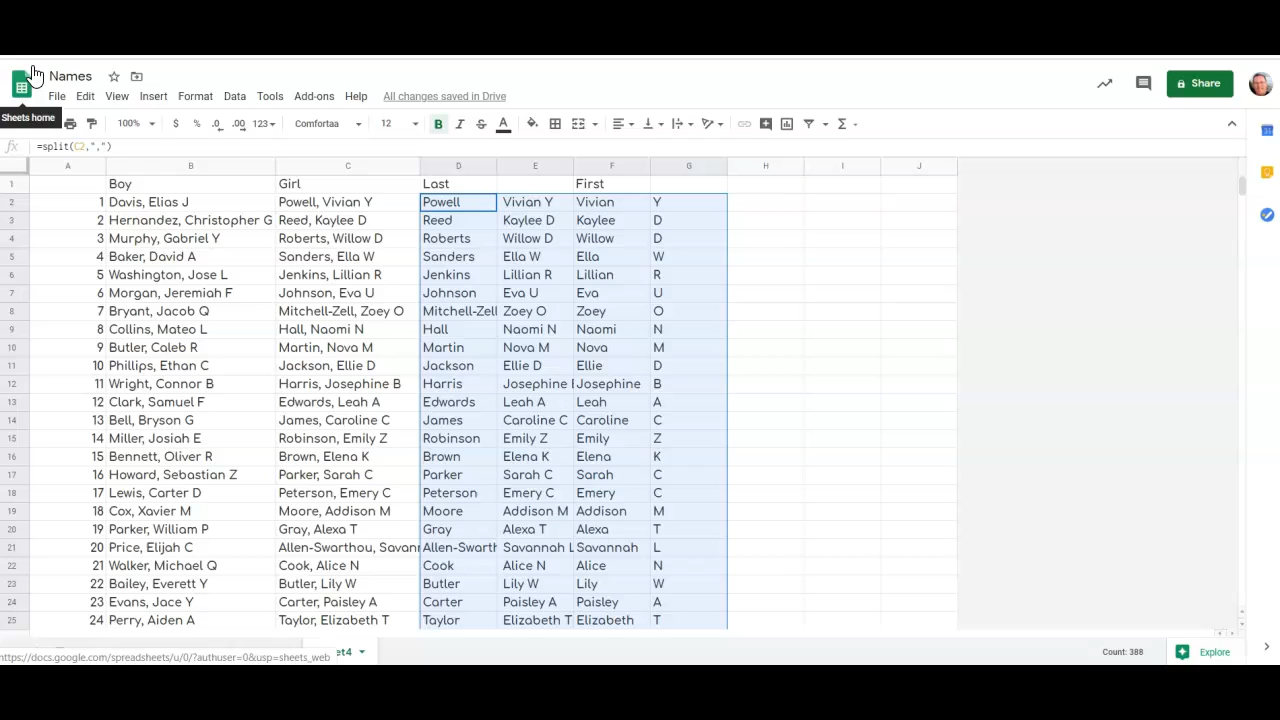 Names
File Edit View Insert Format Data Tools Add-ons Help All changes saved in Drive
Share
Sheets home
100% $ % .0 .00 123 Comfortaa 12 B I S A
fx =split(C2,",")
A B C D E F G H I J
1 Boy Girl Last First
2 1 Davis, Elias J Powell, Vivian Y Powell Vivian Y Vivian Y
3 2 Hernandez, Christopher G Reed, Kaylee D Reed Kaylee D Kaylee D
4 3 Murphy, Gabriel Y Roberts, Willow D Roberts Willow D Willow D
5 4 Baker, David A Sanders, Ella W Sanders Ella W Ella W
6 5 Washington, Jose L Jenkins, Lillian R Jenkins Lillian R Lillian R
7 6 Morgan, Jeremiah F Johnson, Eva U Johnson Eva U Eva U
8 7 Bryant, Jacob Q Mitchell-Zell, Zoey O Mitchell-Zell Zoey O Zoey O
9 8 Collins, Mateo L Hall, Naomi N Hall Naomi N Naomi N
10 9 Butler, Caleb R Martin, Nova M Martin Nova M Nova M
11 10 Phillips, Ethan C Jackson, Ellie D Jackson Ellie D Ellie D
12 11 Wright, Connor B Harris, Josephine B Harris Josephine Josephine B
13 12 Clark, Samuel F Edwards, Leah A Edwards Leah A Leah A
14 13 Bell, Bryson G James, Caroline C James Caroline C Caroline C
15 14 Miller, Josiah E Robinson, Emily Z Robinson Emily Z Emily Z
16 15 Bennett, Oliver R Brown, Elena K Brown Elena K Elena K
17 16 Howard, Sebastian Z Parker, Sarah C Parker Sarah C Sarah C
18 17 Lewis, Carter D Peterson, Emery C Peterson Emery C Emery C
19 18 Cox, Xavier M Moore, Addison M Moore Addison M Addison M
20 19 Parker, William P Gray, Alexa T Gray Alexa T Alexa T
21 20 Price, Elijah C Allen-Swarthou, Savan Allen-Swarth Savannah L Savannah L
22 21 Walker, Michael Q Cook, Alice N Cook Alice N Alice N
23 22 Bailey, Everett Y Butler, Lily W Butler Lily W Lily W
24 23 Evans, Jace Y Carter, Paisley A Carter Paisley A Paisley A
25 24 Perry, Aiden A Taylor, Elizabeth T Taylor Elizabeth T Elizabeth T
et4 Count: 388 Explore
https://docs.google.com/spreadsheets/u/0/?authuser=0&usp=sheets_web